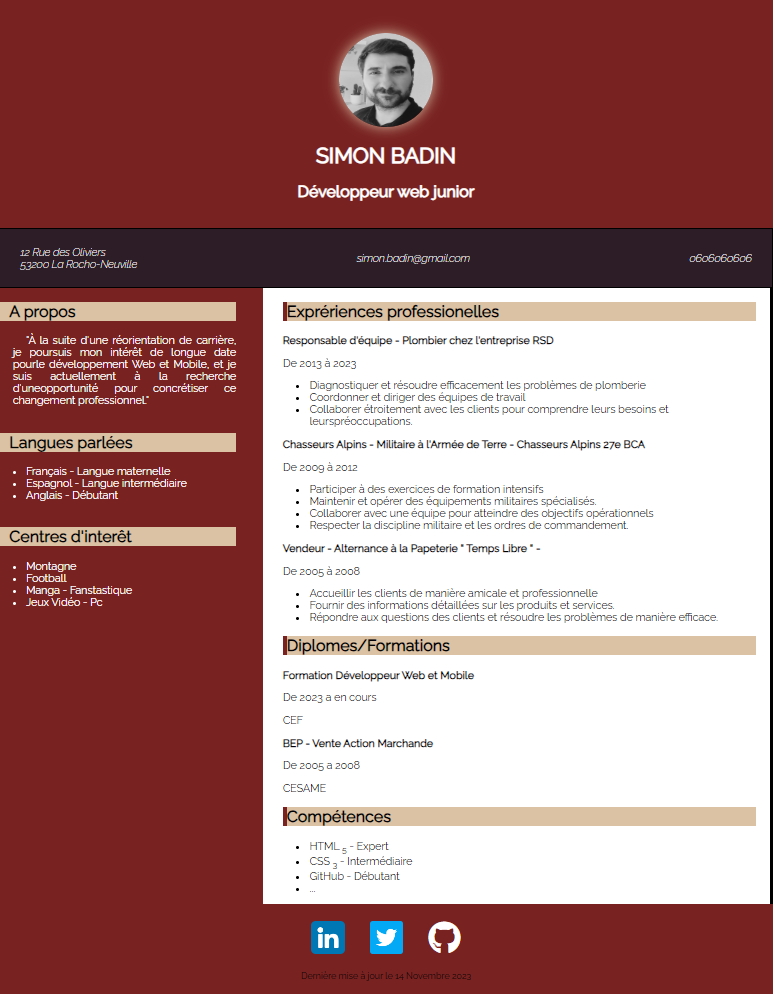 SIMON BADIN
Développeur web junior
12 Rue des Oliviers
53200 La Rocho-Neuville
simon.badin@gmail.com
0606060606
A propos
"À la suite d'une réorientation de carrière,
je poursuis mon intérêt de longue date
pourle développement Web et Mobile, et je
suis actuellement à la recherche
d'uneopportunité pour concrétiser ce
changement professionnel."
Langues parlées
Français - Langue maternelle
Espagnol - Langue intermédiaire
Anglais - Débutant
Centres d'interêt
Montagne
Football
Manga - Fanstastique
Jeux Vidéo - Pc
Exprériences professionelles
Responsable d'équipe - Plombier chez l'entreprise RSD
De 2013 à 2023
Diagnostiquer et résoudre efficacement les problèmes de plomberie
Coordonner et diriger des équipes de travail
Collaborer étroitement avec les clients pour comprendre leurs besoins et
leurspréoccupations.
Chasseurs Alpins - Militaire à l'Armée de Terre - Chasseurs Alpins 27e BCA
De 2009 à 2012
Participer à des exercices de formation intensifs
Maintenir et opérer des équipements militaires spécialisés.
Collaborer avec une équipe pour atteindre des objectifs opérationnels
Respecter la discipline militaire et les ordres de commandement.
Vendeur - Alternance à la Papeterie " Temps Libre " -
De 2005 à 2008
Accueillir les clients de manière amicale et professionnelle
Fournir des informations détaillées sur les produits et services.
Répondre aux questions des clients et résoudre les problèmes de manière efficace.
Diplomes/Formations
Formation Développeur Web et Mobile
De 2023 a en cours
CEF
BEP - Vente Action Marchande
De 2005 a 2008
CESAME
Compétences
HTML 5 - Expert
CSS 3 - Intermédiaire
GitHub - Débutant
...
in
Dernière mise à jour le 14 Novembre 2023